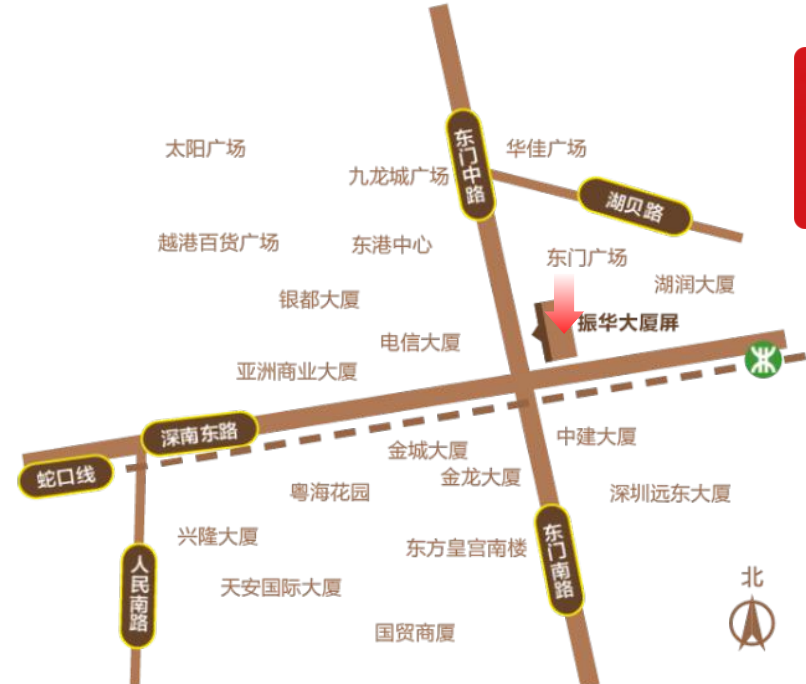 东门中路
太阳广场
华佳广场
九龙城广场
湖贝路
越港百货广场
东港中心
东门广场
湖润大厦
银都大厦
振华大厦屏
电信大厦
亚洲商业大厦
深南东路
金城大厦
中建大厦
蛇口线
金龙大厦
粤海花园
深圳远东大厦
兴隆大厦
东方皇宫南楼
东门南路
人民南路
天安国际大厦
北
国贸商厦